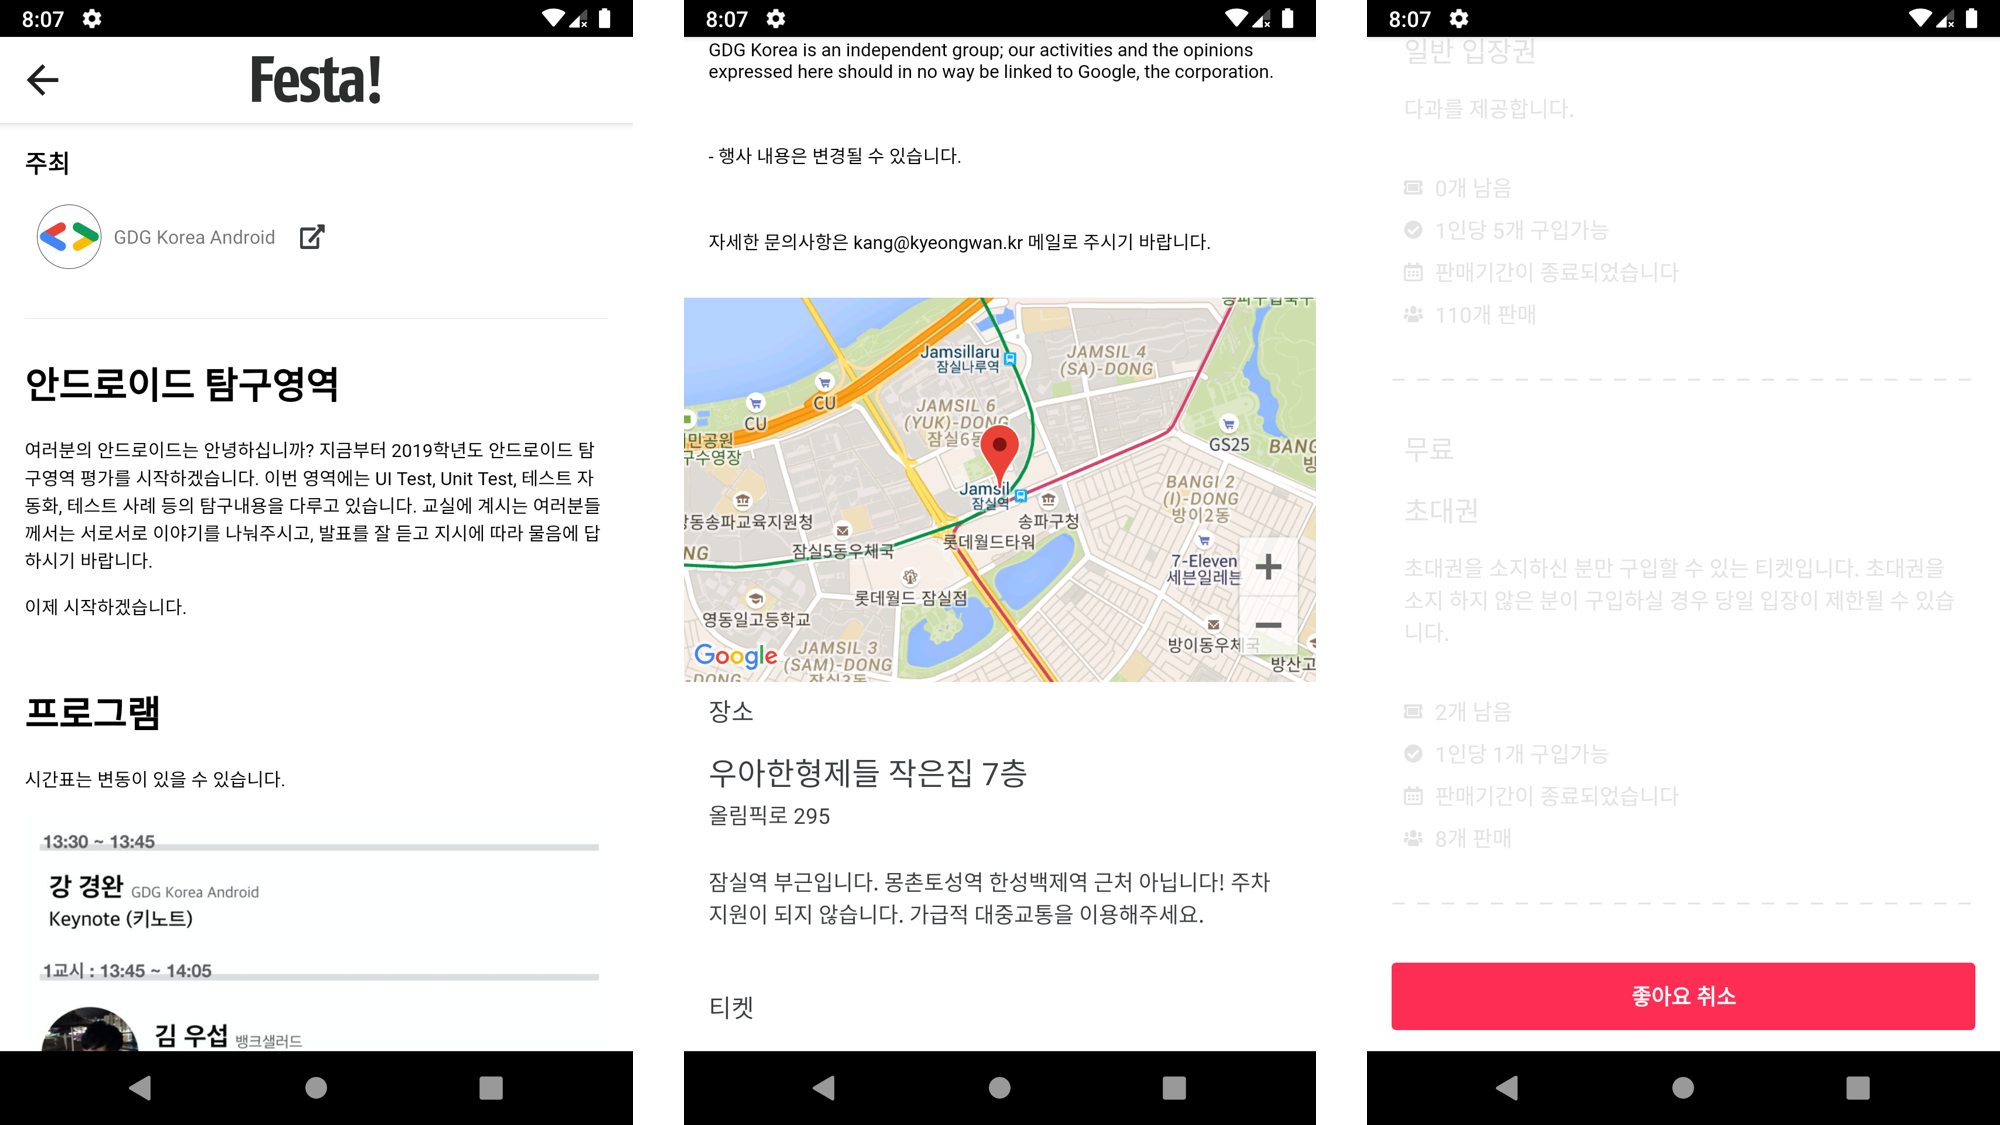 8:07
Festa!
주최
GDG Korea Android
안드로이드 탐구영역
여러분의 안드로이드는 안녕하십니까? 지금부터 2019학년도 안드로이드 탐
구영역 평가를 시작하겠습니다. 이번 영역에는 UI Test, Unit Test, 테스트 자
동화, 테스트 사례 등의 탐구내용을 다루고 있습니다. 교실에 계시는 여러분들
께서는 서로서로 이야기를 나눠주시고, 발표를 잘 듣고 지시에 따라 물음에 답
하시기 바랍니다.
이제 시작하겠습니다.
프로그램
시간표는 변동이 있을 수 있습니다.
13:30 ~ 13:45
강 경완 GDG Korea Android
Keynote (키노트)
1교시 : 13:45 ~ 14:05
김 우섭 뱅크샐러드
8:07
GDG Korea is an independent group; our activities and the opinions
expressed here should in no way be linked to Google, the corporation.
- 행사 내용은 변경될 수 있습니다.
자세한 문의사항은 kang@kyeongwan.kr 메일로 주시기 바랍니다.
Jamsillaru
잠실나루역
JAMSIL 4
(SA)-DONG
CU
CU
JAMSIL 6
(YUK)-DONG
잠실6동
민공원
구수영장
GS25
BANG
Jamsil
잠실역
BANGI 2
(I)-DONG
방이2동
강동송파교육지원청
송파구청
NG
잠실5동우체국
롯데월드타워
7-Eleven
세븐일레븐
롯데월드 잠실점
영동일고등학교
방이동우체국
JAMSIL 3
(SAM)-DONG
잠실3동
방산고
Google
-DONG
+
−
장소
우아한형제들 작은집 7층
올림픽로 295
잠실역 부근입니다. 몽촌토성역 한성백제역 근처 아닙니다! 주차
지원이 되지 않습니다. 가급적 대중교통을 이용해주세요.
티켓
8:07
일반 입장권
다과를 제공합니다.
0개 남음
1인당 5개 구입가능
판매기간이 종료되었습니다
110개 판매
무료
초대권
초대권을 소지하신 분만 구입할 수 있는 티켓입니다. 초대권을
소지 하지 않은 분이 구입하실 경우 당일 입장이 제한될 수 있습
니다.
2개 남음
1인당 1개 구입가능
판매기간이 종료되었습니다
8개 판매
좋아요 취소